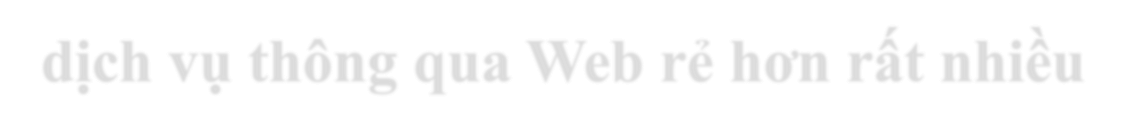 dịch vụ thông qua Web rẻ hơn rất nhiều